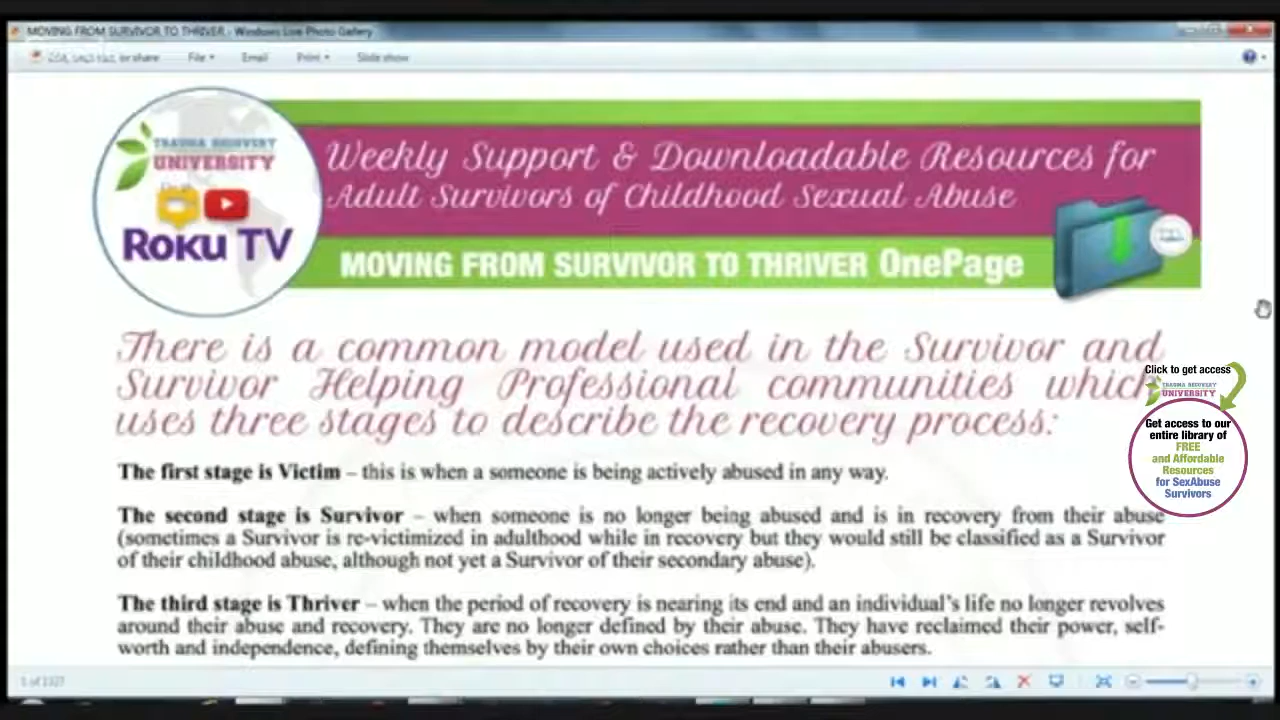 MOVING FROM SURVIVOR TO THRIVER - Windows Live Photo Gallery
or share File Email Print Slide show
TRAUMA RECOVERY
UNIVERSITY
ROKU TV
Weekly Support & Downloadable Resources for
Adult Survivors of Childhood Sexual Abuse
MOVING FROM SURVIVOR TO THRIVER OnePage
There is a common model used in the Survivor and
Survivor Helping Professional communities which
uses three stages to describe the recovery process:
Click to get access
TRAUMA RECOVERY
UNIVERSITY
Get access to our
entire library of
FREE
and Affordable
Resources
for SexAbuse
Survivors
The first stage is Victim – this is when a someone is being actively abused in any way.
The second stage is Survivor – when someone is no longer being abused and is in recovery from their abuse
(sometimes a Survivor is re-victimized in adulthood while in recovery but they would still be classified as a Survivor
of their childhood abuse, although not yet a Survivor of their secondary abuse).
The third stage is Thriver – when the period of recovery is nearing its end and an individual's life no longer revolves
around their abuse and recovery. They are no longer defined by their abuse. They have reclaimed their power, self-
worth and independence, defining themselves by their own choices rather than their abusers.